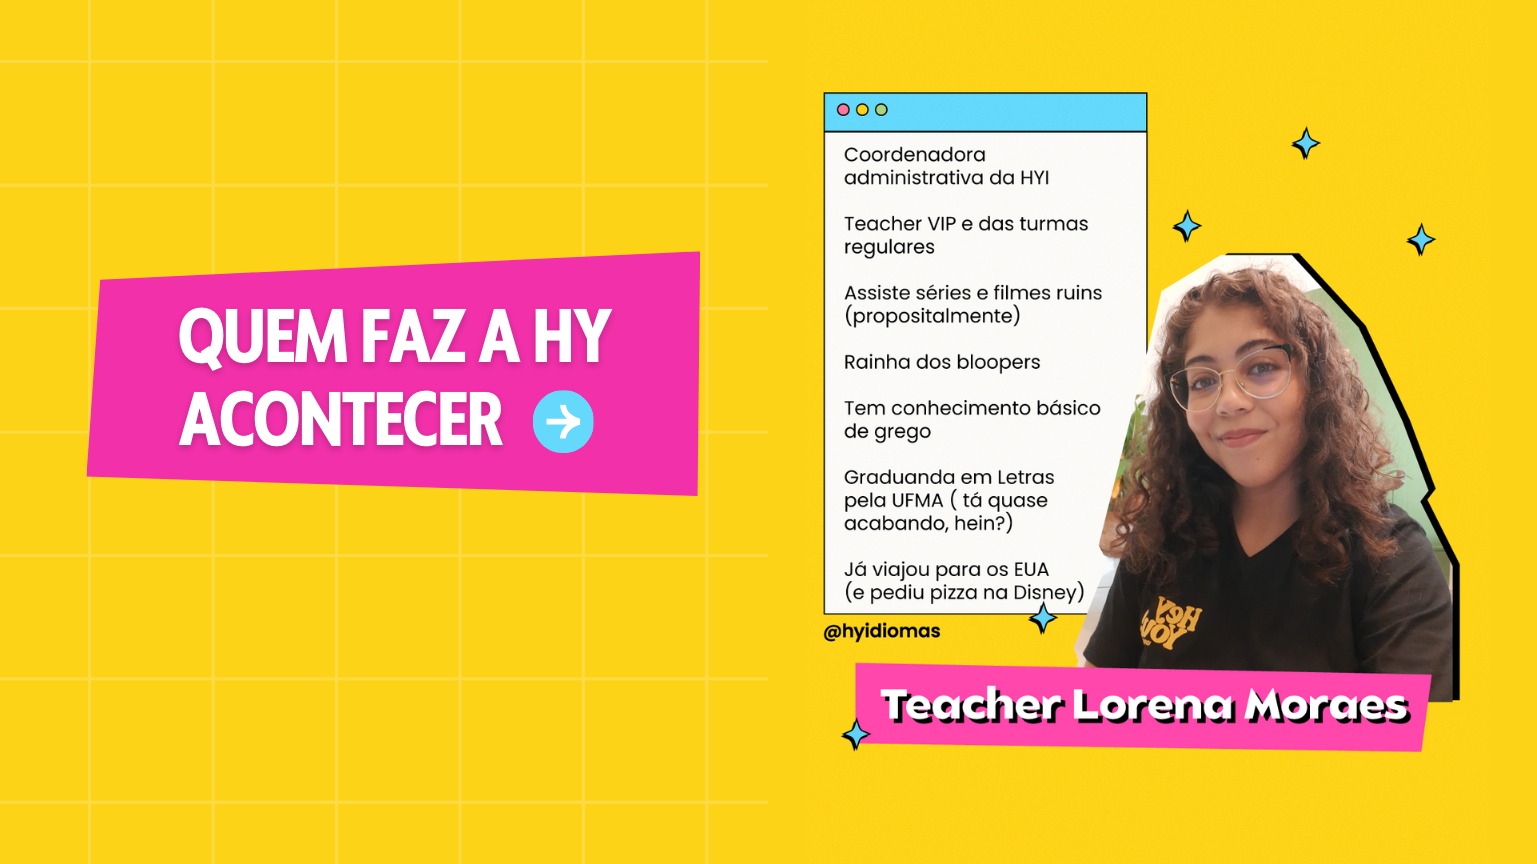 QUEM FAZ A HY
ACONTECER
Coordenadora
administrativa da HYI
Teacher VIP e das turmas
regulares
Assiste séries e filmes ruins
(propositalmente)
Rainha dos bloopers
Tem conhecimento básico
de grego
Graduanda em Letras
pela UFMA ( tá quase
acabando, hein?)
Já viajou para os EUA
(e pediu pizza na Disney)
@hyidiomas
HEY
YOU
Teacher Lorena Moraes